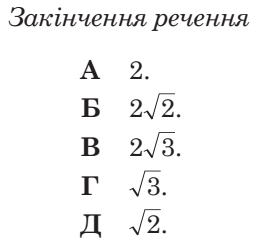 Закінчення речення
А 2.
Б 2√2.
В 2√3.
Г √3.
Д √2.